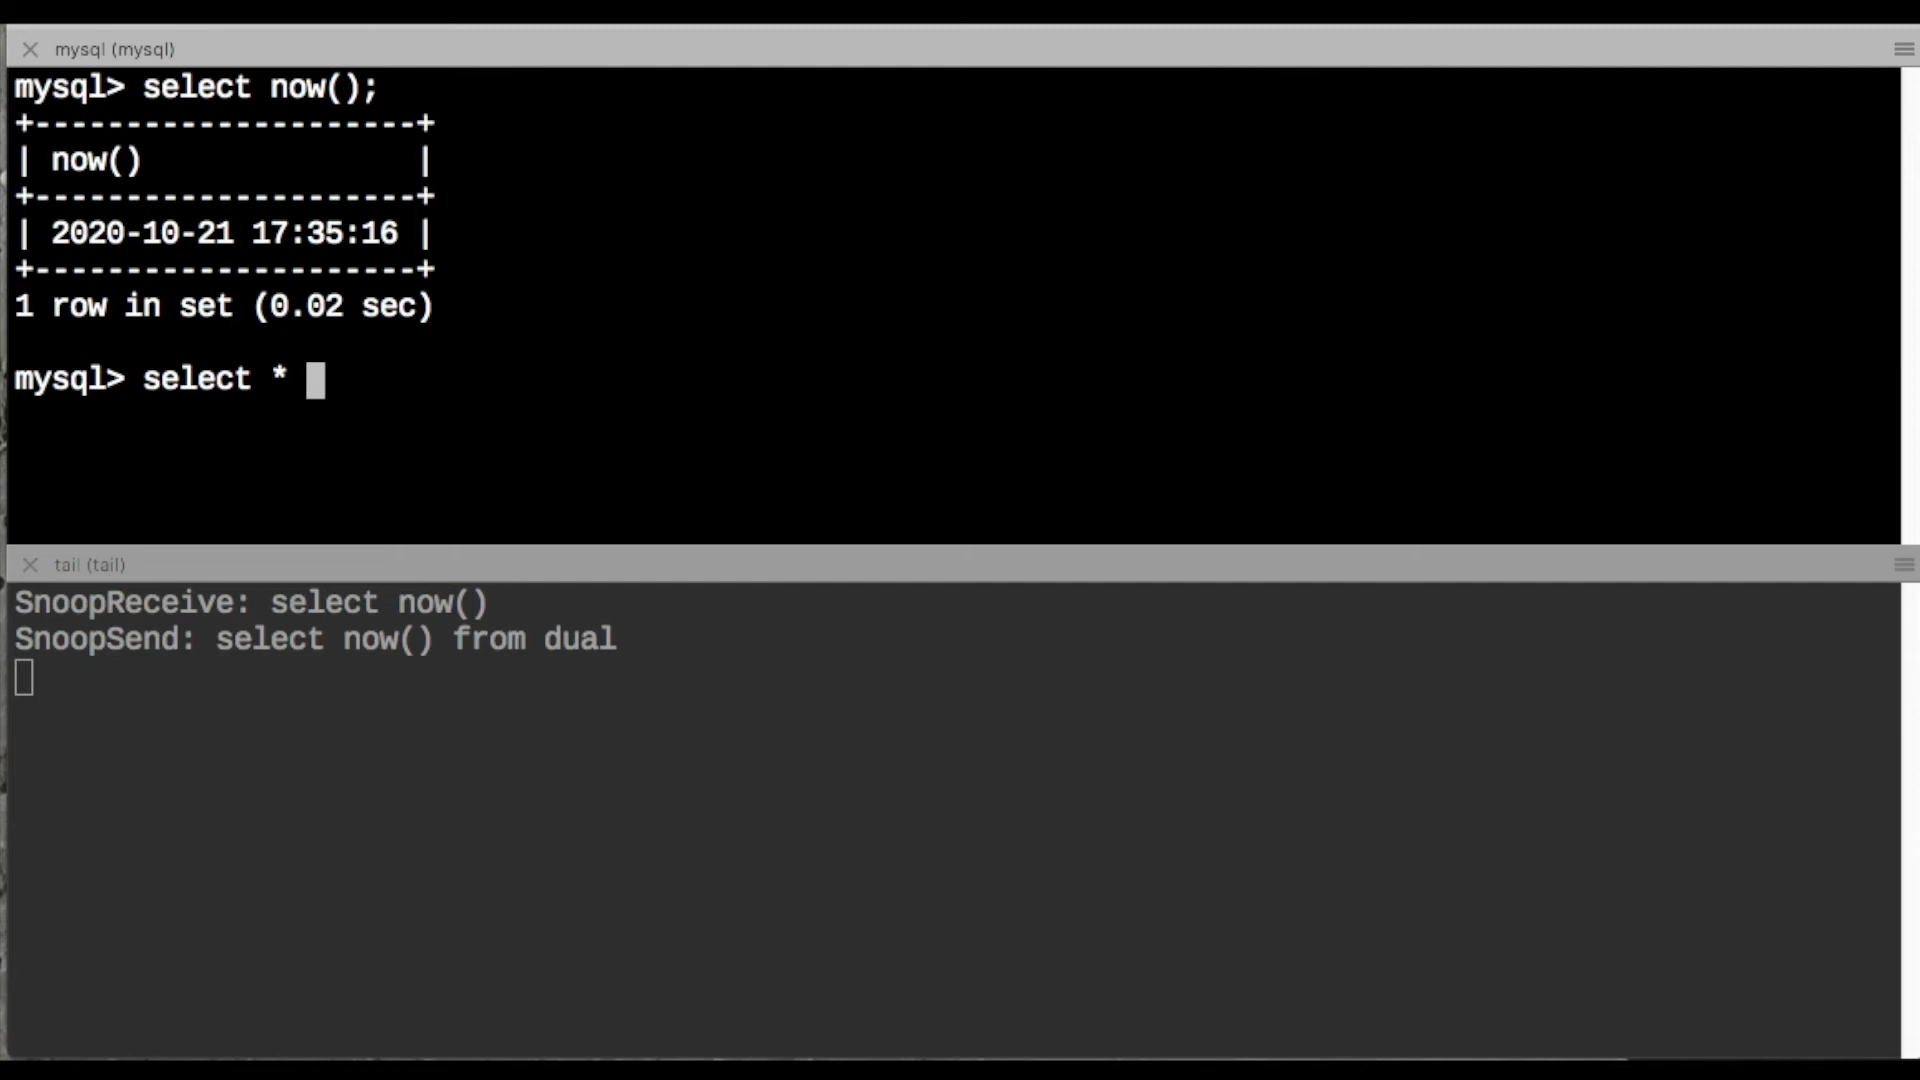 mysql (mysql)
mysql> select now();
+---------------------+
| now()               |
+---------------------+
| 2020-10-21 17:35:16 |
+---------------------+
1 row in set (0.02 sec)
mysql> select *
tail (tail)
SnoopReceive: select now()
SnoopSend: select now() from dual